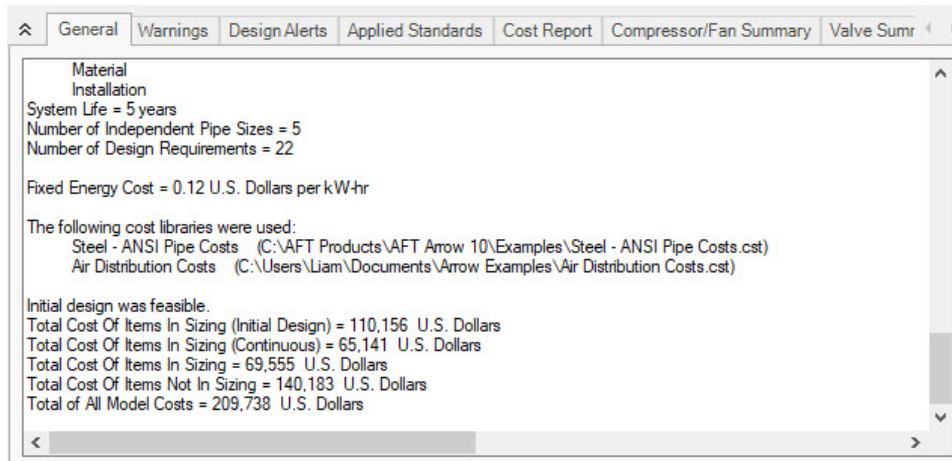 General Warnings Design Alerts Applied Standards Cost Report Compressor/Fan Summary Valve Sumr
Material
Installation
System Life = 5 years
Number of Independent Pipe Sizes = 5
Number of Design Requirements = 22
Fixed Energy Cost = 0.12 U.S. Dollars per kW-hr
The following cost libraries were used:
Steel - ANSI Pipe Costs (C:\AFT Products\AFT Arrow 10\Examples\Steel - ANSI Pipe Costs.cst)
Air Distribution Costs (C:\Users\Liam\Documents\Arrow Examples\Air Distribution Costs.cst)
Initial design was feasible.
Total Cost Of Items In Sizing (Initial Design) = 110,156 U.S. Dollars
Total Cost Of Items In Sizing (Continuous) = 65,141 U.S. Dollars
Total Cost Of Items In Sizing = 69,555 U.S. Dollars
Total Cost Of Items Not In Sizing = 140,183 U.S. Dollars
Total of All Model Costs = 209,738 U.S. Dollars